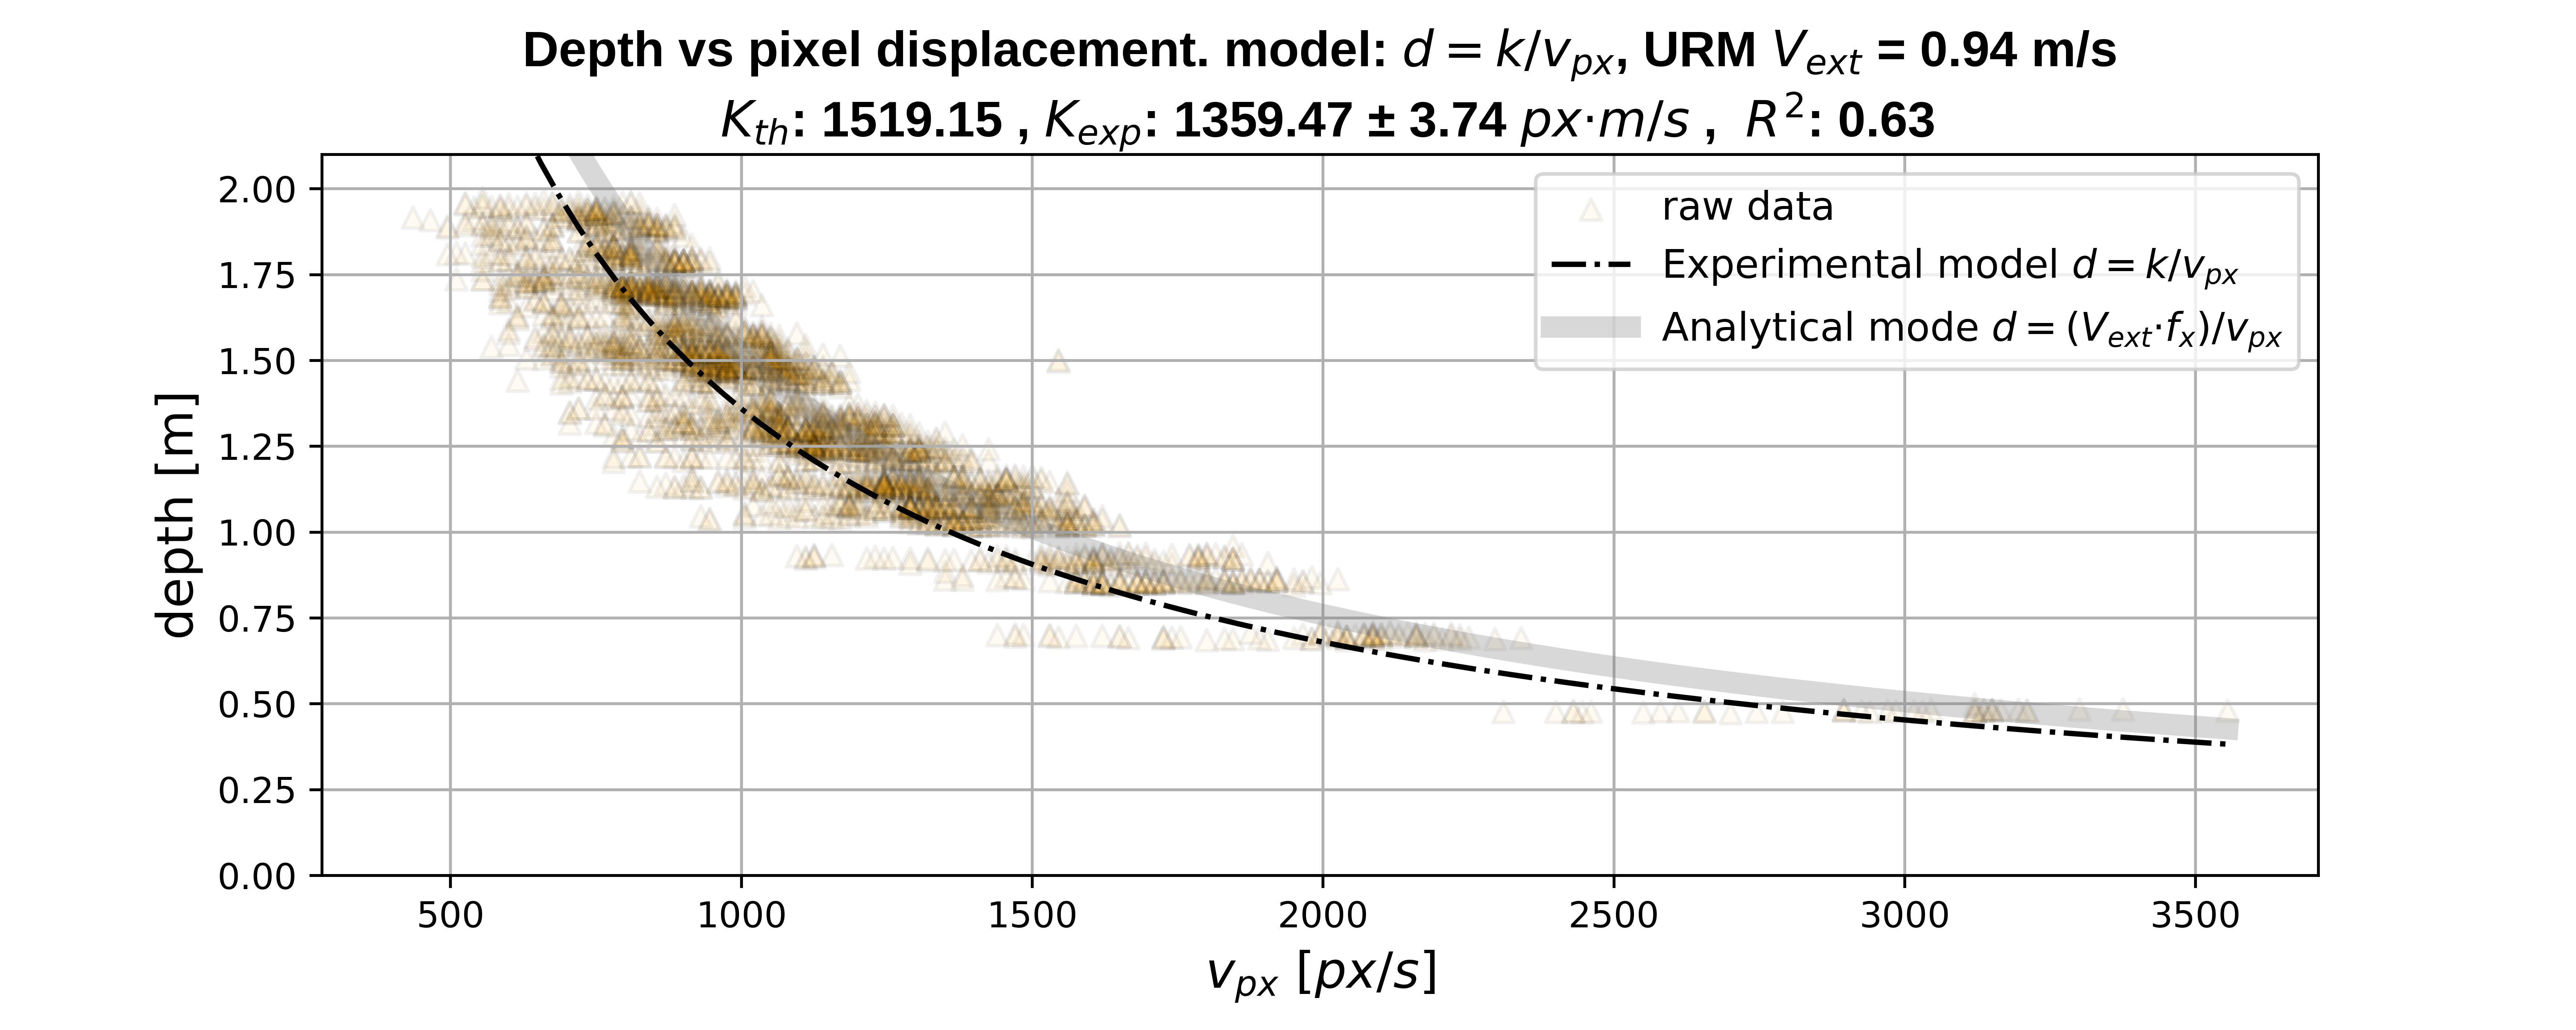 Depth vs pixel displacement. model: d = k/v_px, URM V_ext = 0.94 m/s
K_th: 1519.15 , K_exp: 1359.47 ± 3.74 px·m/s , R²: 0.63
raw data
Experimental model d = k/v_px
Analytical mode d = (V_ext·f_x)/v_px
depth [m]
2.00
1.75
1.50
1.25
1.00
0.75
0.50
0.25
0.00
500 1000 1500 2000 2500 3000 3500
v_px [px/s]